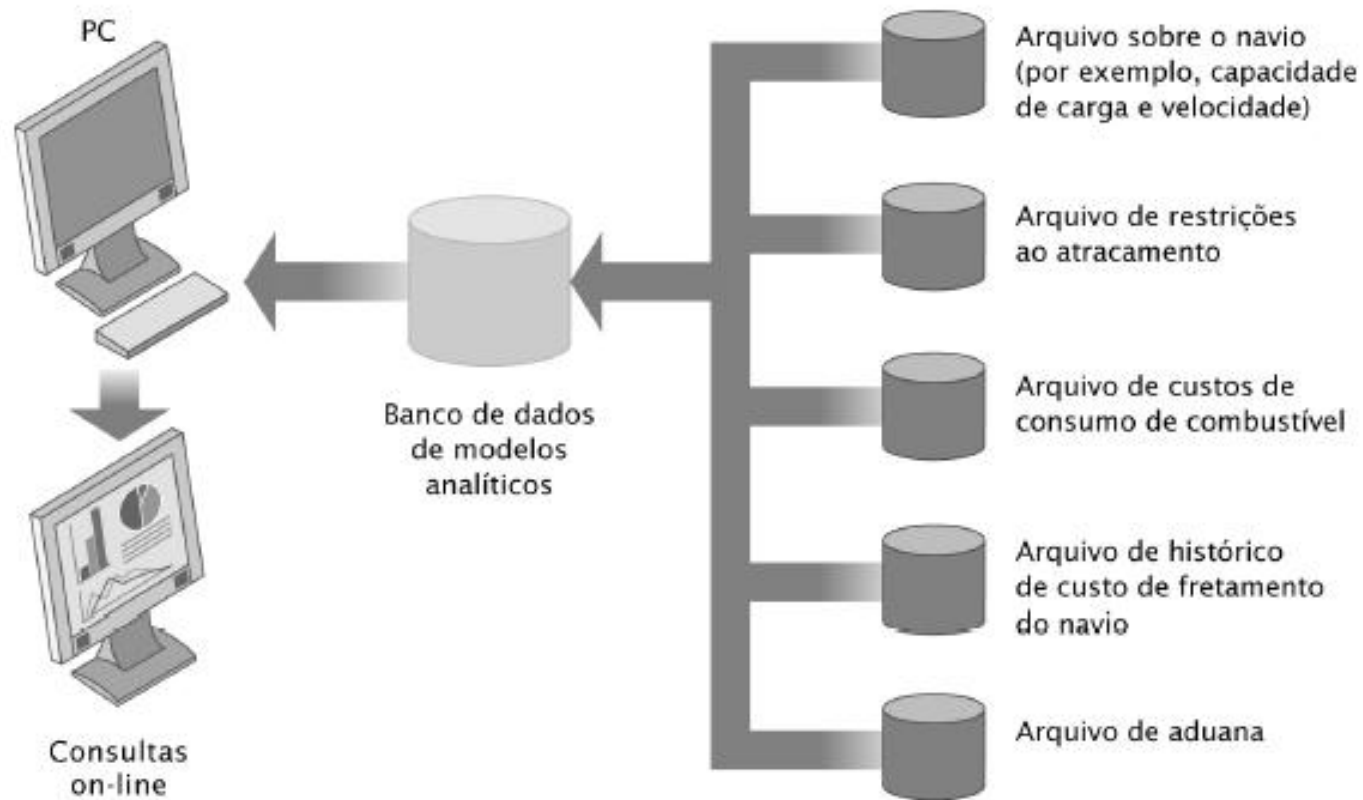 PC
Arquivo sobre o navio
(por exemplo, capacidade
de carga e velocidade)
Arquivo de restrições
ao atracamento
Arquivo de custos de
consumo de combustível
Banco de dados
de modelos
analíticos
Arquivo de histórico
de custo de fretamento
do navio
Arquivo de aduana
Consultas
on-line